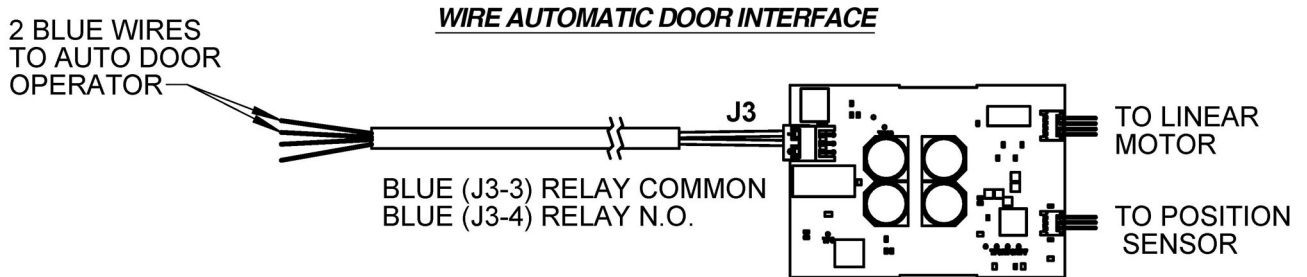 WIRE AUTOMATIC DOOR INTERFACE
2 BLUE WIRES
TO AUTO DOOR
OPERATOR
J3
BLUE (J3-3) RELAY COMMON
BLUE (J3-4) RELAY N.O.
TO LINEAR
MOTOR
TO POSITION
SENSOR